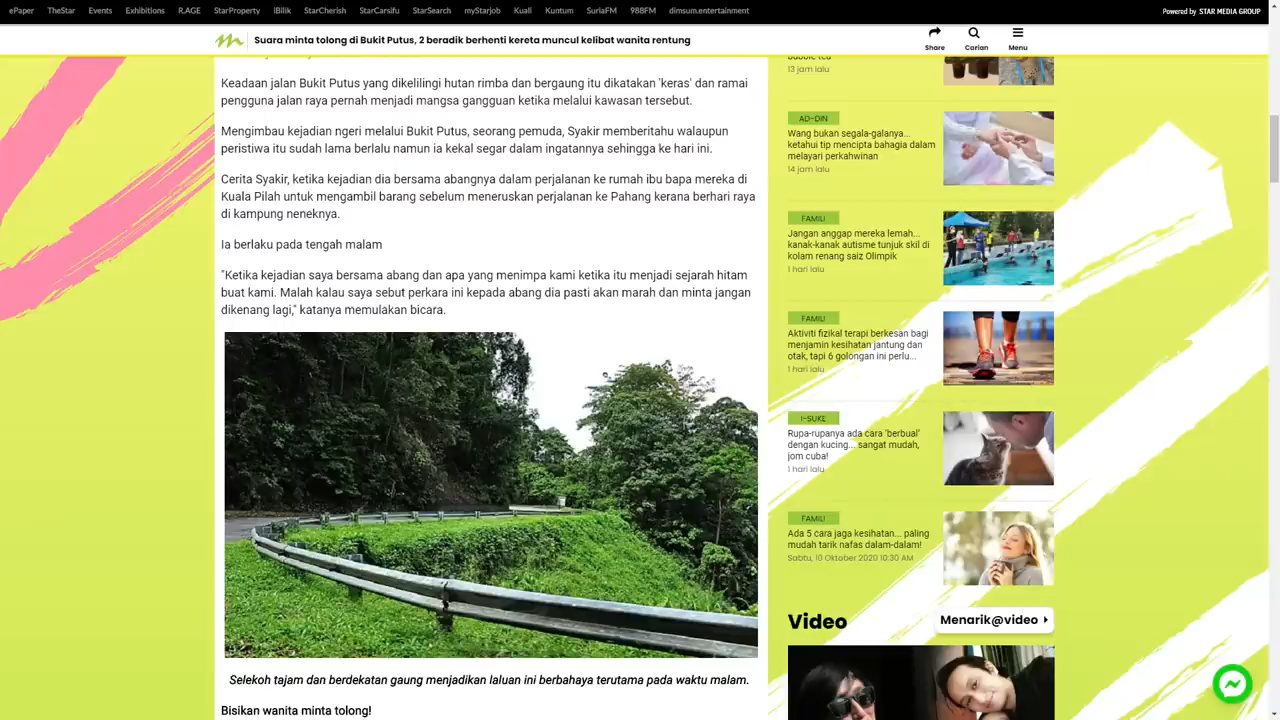 ePaper TheStar Events Exhibitions R.AGE StarProperty iBilik StarCherish StarCarsifu StarSearch myStarjob Kuali Kuntum SuriaFM 988FM dimsum.entertainment
Powered by STAR MEDIA GROUP
Suara minta tolong di Bukit Putus, 2 beradik berhenti kereta muncul kelibat wanita rentung
Share Carian Menu
Keadaan jalan Bukit Putus yang dikelilingi hutan rimba dan bergaung itu dikatakan 'keras' dan ramai
pengguna jalan raya pernah menjadi mangsa gangguan ketika melalui kawasan tersebut.
Mengimbau kejadian ngeri melalui Bukit Putus, seorang pemuda, Syakir memberitahu walaupun
peristiwa itu sudah lama berlalu namun ia kekal segar dalam ingatannya sehingga ke hari ini.
Cerita Syakir, ketika kejadian dia bersama abangnya dalam perjalanan ke rumah ibu bapa mereka di
Kuala Pilah untuk mengambil barang sebelum meneruskan perjalanan ke Pahang kerana berhari raya
di kampung neneknya.
Ia berlaku pada tengah malam
"Ketika kejadian saya bersama abang dan apa yang menimpa kami ketika itu menjadi sejarah hitam
buat kami. Malah kalau saya sebut perkara ini kepada abang dia pasti akan marah dan minta jangan
dikenang lagi," katanya memulakan bicara.
Selekoh tajam dan berdekatan gaung menjadikan laluan ini berbahaya terutama pada waktu malam.
Bisikan wanita minta tolong!
13 jam lalu
AD-DIN
Wang bukan segala-galanya...
ketahui tip mencipta bahagia dalam
melayari perkahwinan
14 jam lalu
FAMILI
Jangan anggap mereka lemah...
kanak-kanak autisme tunjuk skil di
kolam renang saiz Olimpik
1 hari lalu
FAMILI
Aktiviti fizikal terapi berkesan bagi
menjamin kesihatan jantung dan
otak, tapi 6 golongan ini perlu...
1 hari lalu
I-SUKE
Rupa-rupanya ada cara 'berbual'
dengan kucing... sangat mudah,
jom cuba!
1 hari lalu
FAMILI
Ada 5 cara jaga kesihatan... paling
mudah tarik nafas dalam-dalam!
Sabtu, 10 Oktober 2020 10:30 AM
Video
Menarik@video